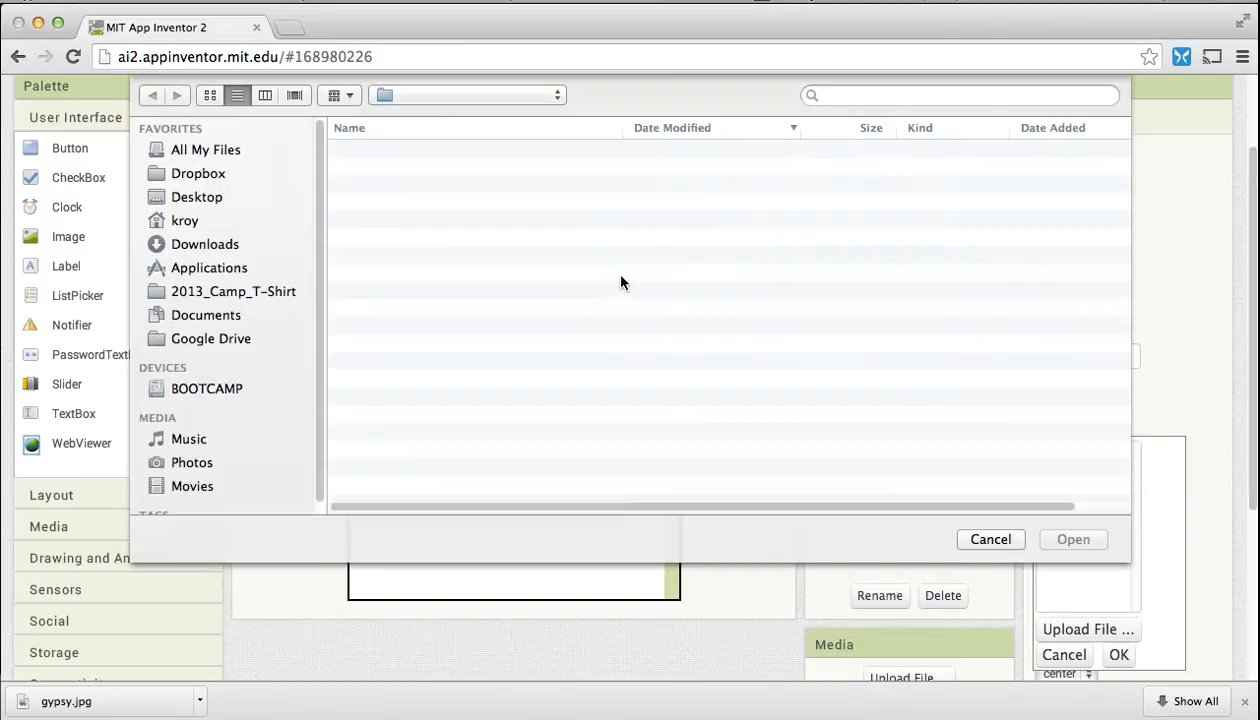 MIT App Inventor 2
ai2.appinventor.mit.edu/#168980226
Palette
User Interface
Button
CheckBox
Clock
Image
Label
ListPicker
Notifier
PasswordText
Slider
TextBox
WebViewer
Layout
Media
Drawing and An
Sensors
Social
Storage
FAVORITES
All My Files
Dropbox
Desktop
kroy
Downloads
Applications
2013_Camp_T-Shirt
Documents
Google Drive
DEVICES
BOOTCAMP
MEDIA
Music
Photos
Movies
TAGS
Name Date Modified Size Kind Date Added
Cancel Open
Rename Delete
Media
Upload File
Upload File ...
Cancel OK
center
gypsy.jpg
Show All